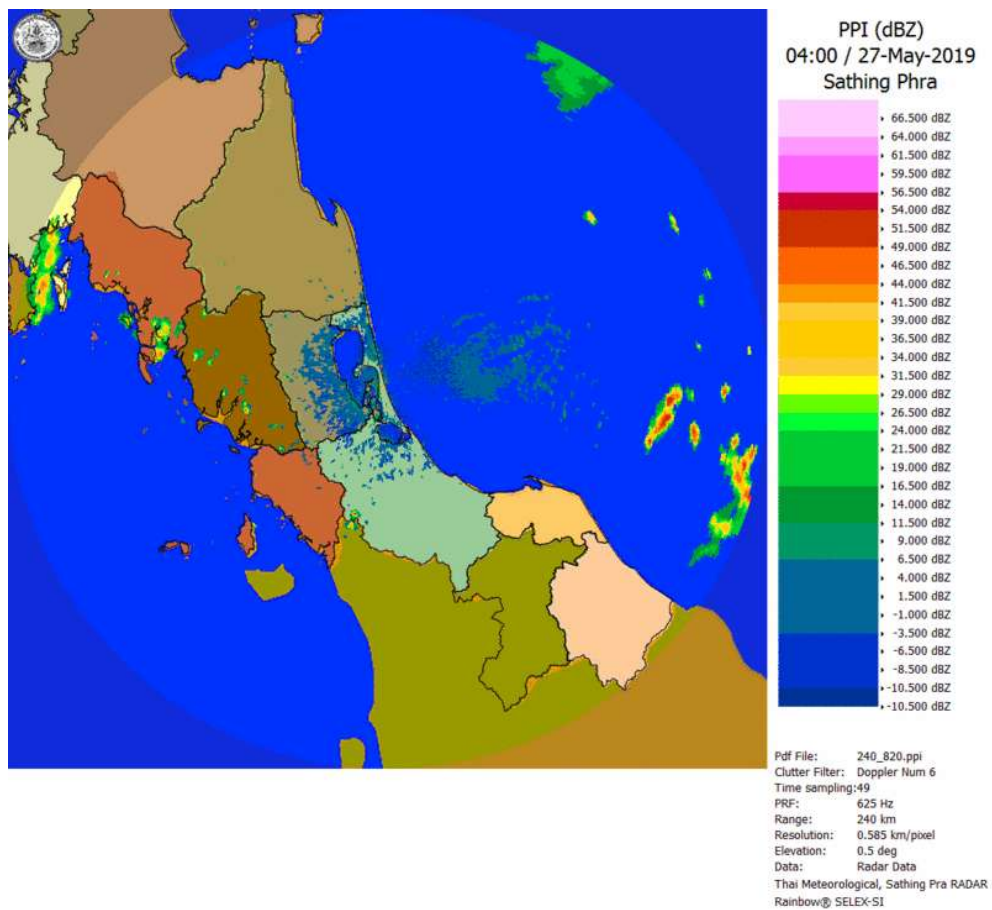 PPI (dBZ)
04:00 / 27-May-2019
Sathing Phra
66.500 dBZ
64.000 dBZ
61.500 dBZ
59.500 dBZ
56.500 dBZ
54.000 dBZ
51.500 dBZ
49.000 dBZ
46.500 dBZ
44.000 dBZ
41.500 dBZ
39.000 dBZ
36.500 dBZ
34.000 dBZ
31.500 dBZ
29.000 dBZ
26.500 dBZ
24.000 dBZ
21.500 dBZ
19.000 dBZ
16.500 dBZ
14.000 dBZ
11.500 dBZ
9.000 dBZ
6.500 dBZ
4.000 dBZ
1.500 dBZ
-1.000 dBZ
-3.500 dBZ
-6.500 dBZ
-8.500 dBZ
-10.500 dBZ
-10.500 dBZ
Pdf File: 240_820.ppi
Clutter Filter: Doppler Num 6
Time sampling:49
PRF: 625 Hz
Range: 240 km
Resolution: 0.585 km/pixel
Elevation: 0.5 deg
Data: Radar Data
Thai Meteorological, Sathing Pra RADAR
Rainbow® SELEX-SI